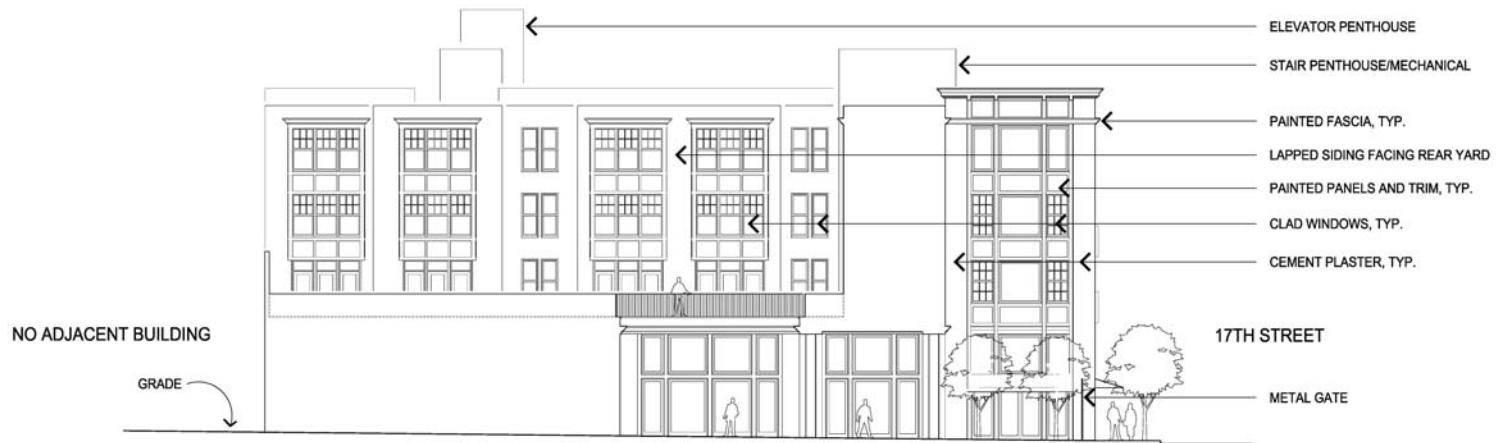 ELEVATOR PENTHOUSE
STAIR PENTHOUSE/MECHANICAL
PAINTED FASCIA, TYP.
LAPPED SIDING FACING REAR YARD
PAINTED PANELS AND TRIM, TYP.
CLAD WINDOWS, TYP.
CEMENT PLASTER, TYP.
NO ADJACENT BUILDING
17TH STREET
GRADE
METAL GATE